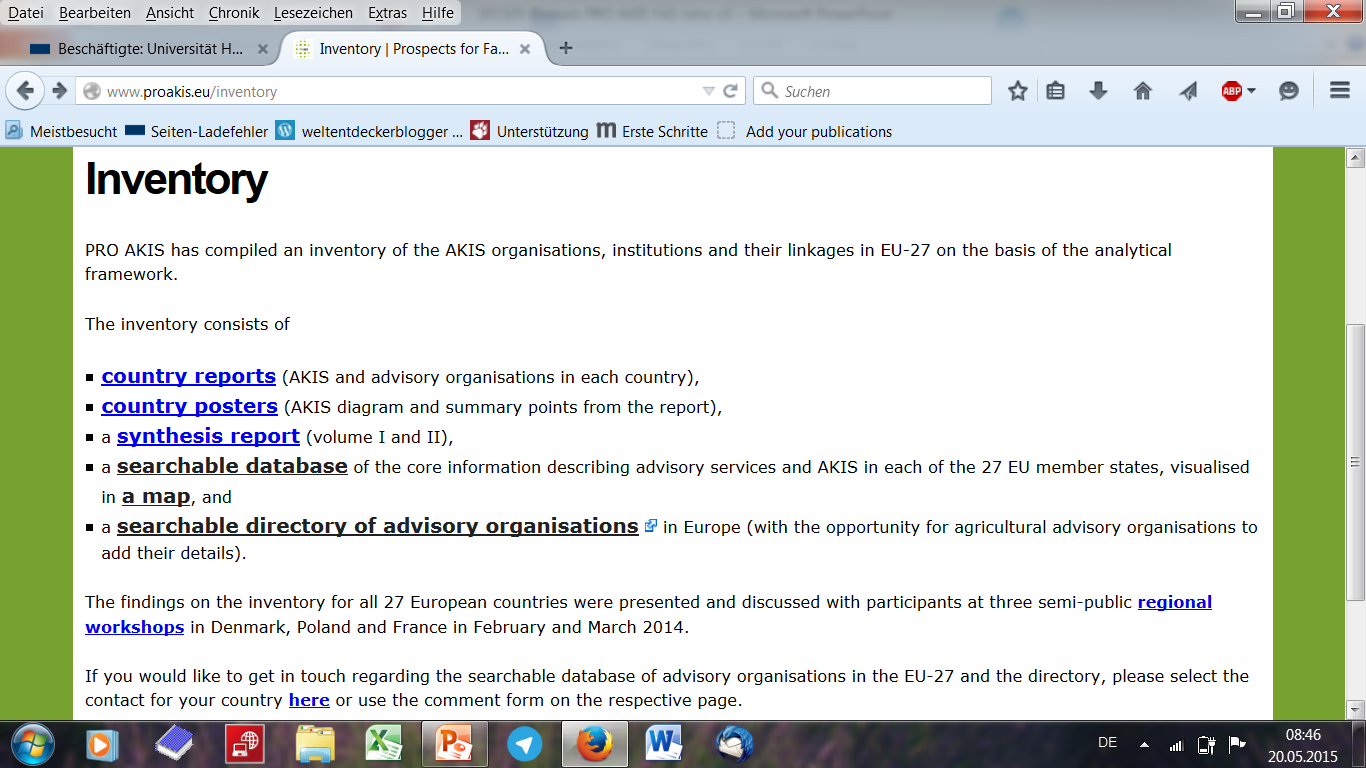 Datei Bearbeiten Ansicht Chronik Lesezeichen Extras Hilfe
Beschäftigte: Universität H... Inventory | Prospects for Fa...
www.proakis.eu/inventory Suchen ABP
Meistbesucht Seiten-Ladefehler weltentdeckerblogger ... Unterstützung Erste Schritte Add your publications
Inventory
PRO AKIS has compiled an inventory of the AKIS organisations, institutions and their linkages in EU-27 on the basis of the analytical
framework.
The inventory consists of
country reports (AKIS and advisory organisations in each country),
country posters (AKIS diagram and summary points from the report),
a synthesis report (volume I and II),
a searchable database of the core information describing advisory services and AKIS in each of the 27 EU member states, visualised
in a map, and
a searchable directory of advisory organisations in Europe (with the opportunity for agricultural advisory organisations to
add their details).
The findings on the inventory for all 27 European countries were presented and discussed with participants at three semi-public regional
workshops in Denmark, Poland and France in February and March 2014.
If you would like to get in touch regarding the searchable database of advisory organisations in the EU-27 and the directory, please select the
contact for your country here or use the comment form on the respective page.
DE 08:46
20.05.2015